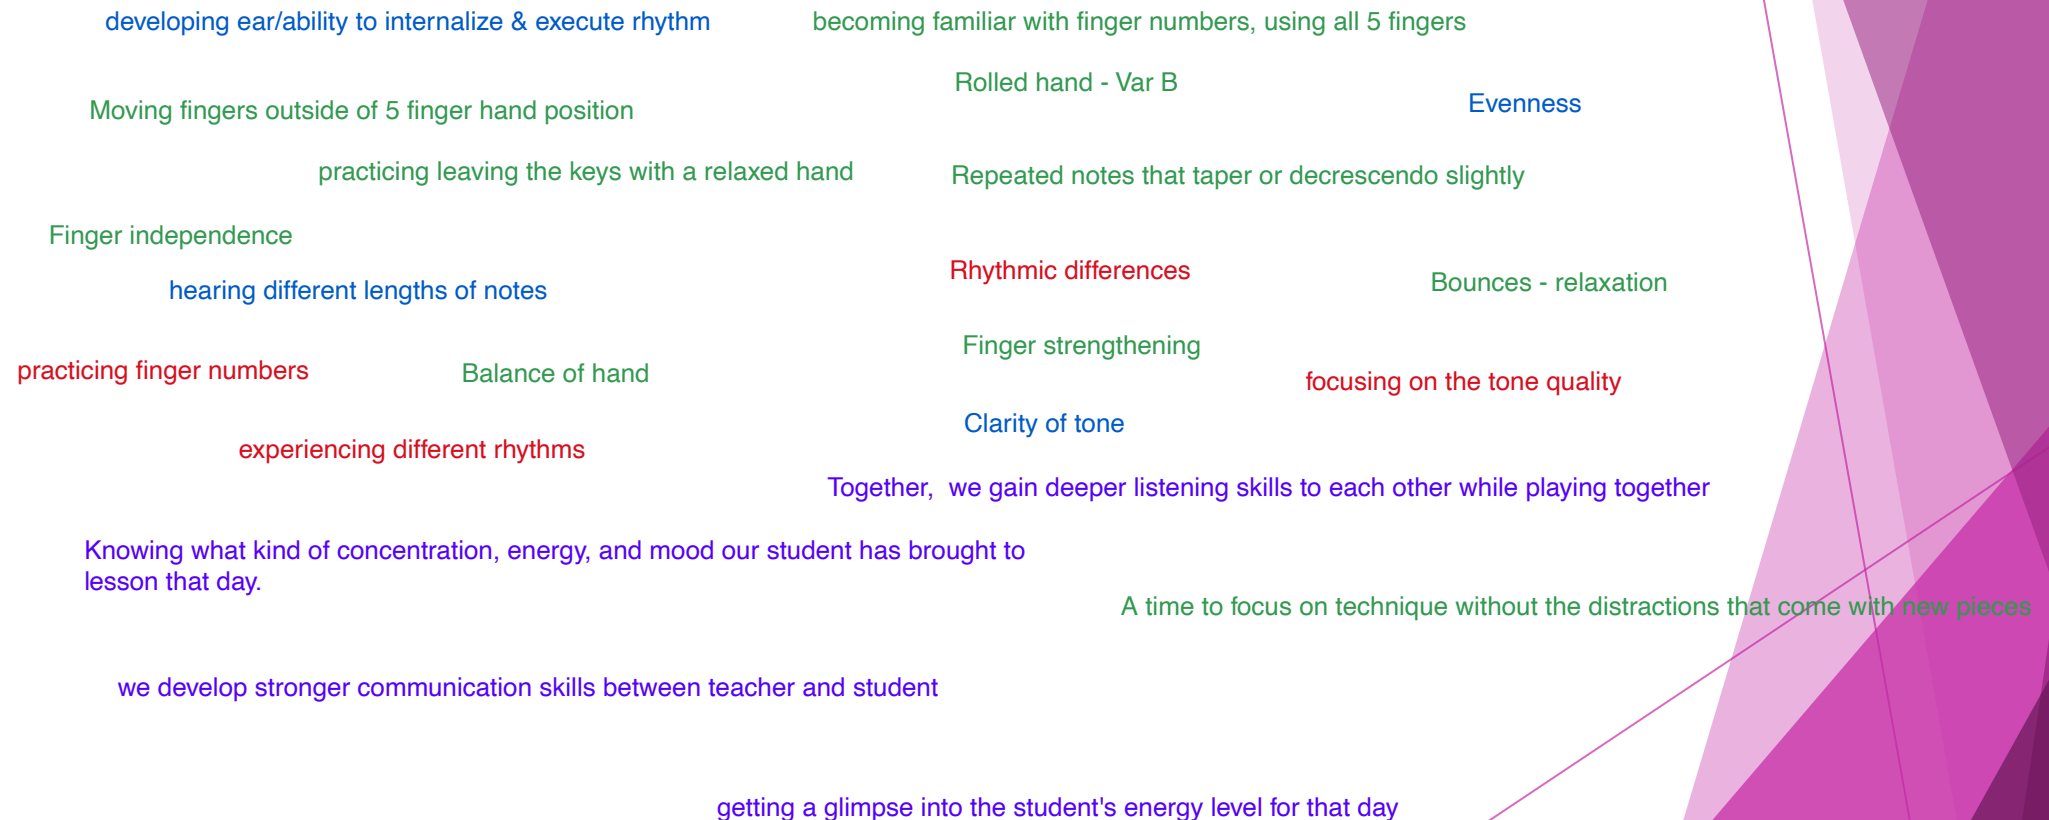 developing ear/ability to internalize & execute rhythm
becoming familiar with finger numbers, using all 5 fingers
Rolled hand - Var B
Evenness
Moving fingers outside of 5 finger hand position
practicing leaving the keys with a relaxed hand
Repeated notes that taper or decrescendo slightly
Finger independence
Rhythmic differences
Bounces - relaxation
hearing different lengths of notes
Finger strengthening
practicing finger numbers
Balance of hand
focusing on the tone quality
Clarity of tone
experiencing different rhythms
Together, we gain deeper listening skills to each other while playing together
Knowing what kind of concentration, energy, and mood our student has brought to
lesson that day.
A time to focus on technique without the distractions that come with new pieces
we develop stronger communication skills between teacher and student
getting a glimpse into the student's energy level for that day